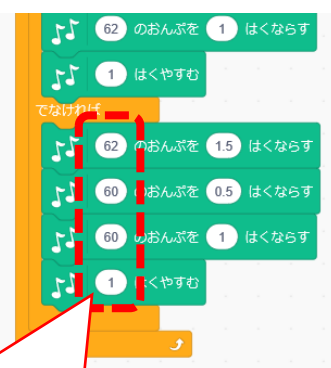 62 のおんぷを 1 はくならす
1 はくやすむ
でなければ
62 のおんぷを 1.5 はくならす
60 のおんぷを 0.5 はくならす
60 のおんぷを 1 はくならす
1 はくやすむ